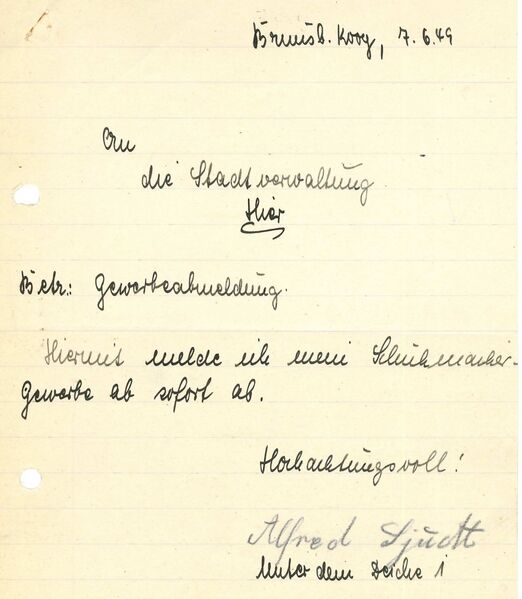 Brunsb. Koog, 7.6.49
An
die Stadtverwaltung
Hier
Betr.: Gewerbeabmeldung.
Hiermit melde ich mein Schuhmacher-
Gewerbe ab sofort ab.
Hochachtungsvoll!
Alfred
Unter dem Deiche 1